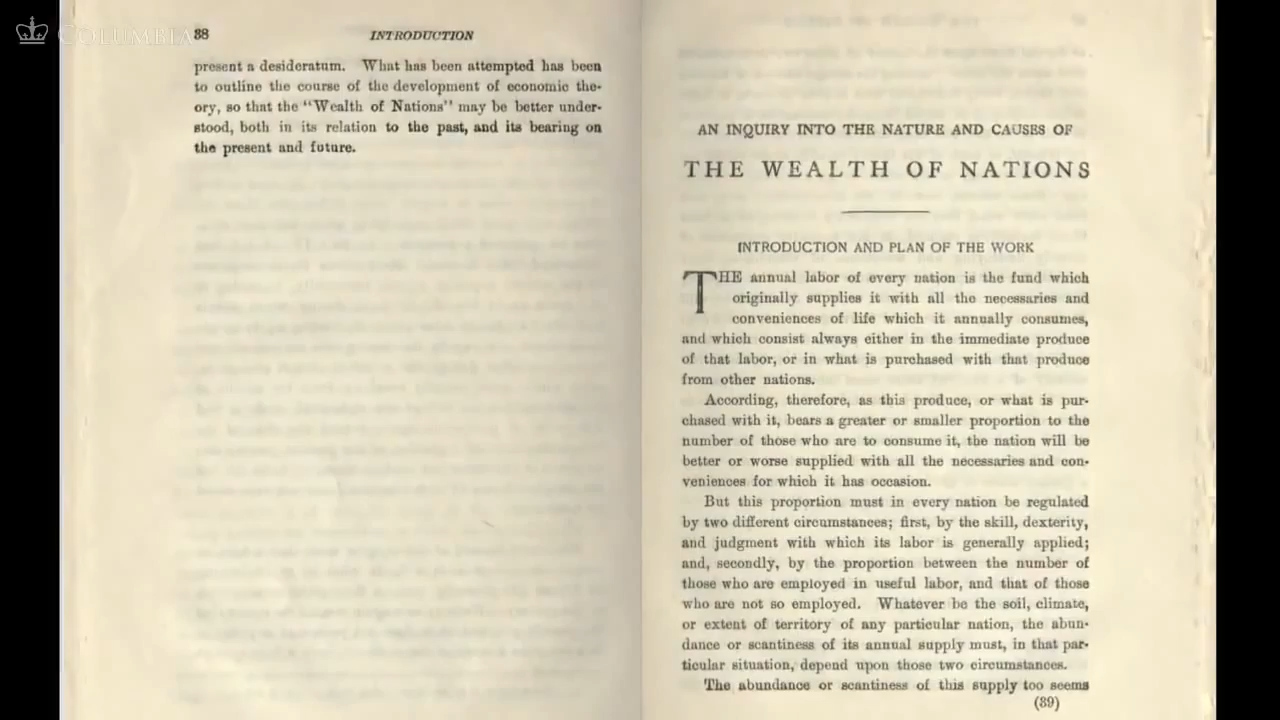 COLUMBIA
38
INTRODUCTION
present a desideratum. What has been attempted has been
to outline the course of the development of economic the-
ory, so that the "Wealth of Nations" may be better under-
stood, both in its relation to the past, and its bearing on
the present and future.
AN INQUIRY INTO THE NATURE AND CAUSES OF
THE WEALTH OF NATIONS
INTRODUCTION AND PLAN OF THE WORK
THE annual labor of every nation is the fund which
originally supplies it with all the necessaries and
conveniences of life which it annually consumes,
and which consist always either in the immediate produce
of that labor, or in what is purchased with that produce
from other nations.
According, therefore, as this produce, or what is pur-
chased with it, bears a greater or smaller proportion to the
number of those who are to consume it, the nation will be
better or worse supplied with all the necessaries and con-
veniences for which it has occasion.
But this proportion must in every nation be regulated
by two different circumstances; first, by the skill, dexterity,
and judgment with which its labor is generally applied;
and, secondly, by the proportion between the number of
those who are employed in useful labor, and that of those
who are not so employed. Whatever be the soil, climate,
or extent of territory of any particular nation, the abun-
dance or scantiness of its annual supply must, in that par-
ticular situation, depend upon those two circumstances.
The abundance or scantiness of this supply too seems
(39)